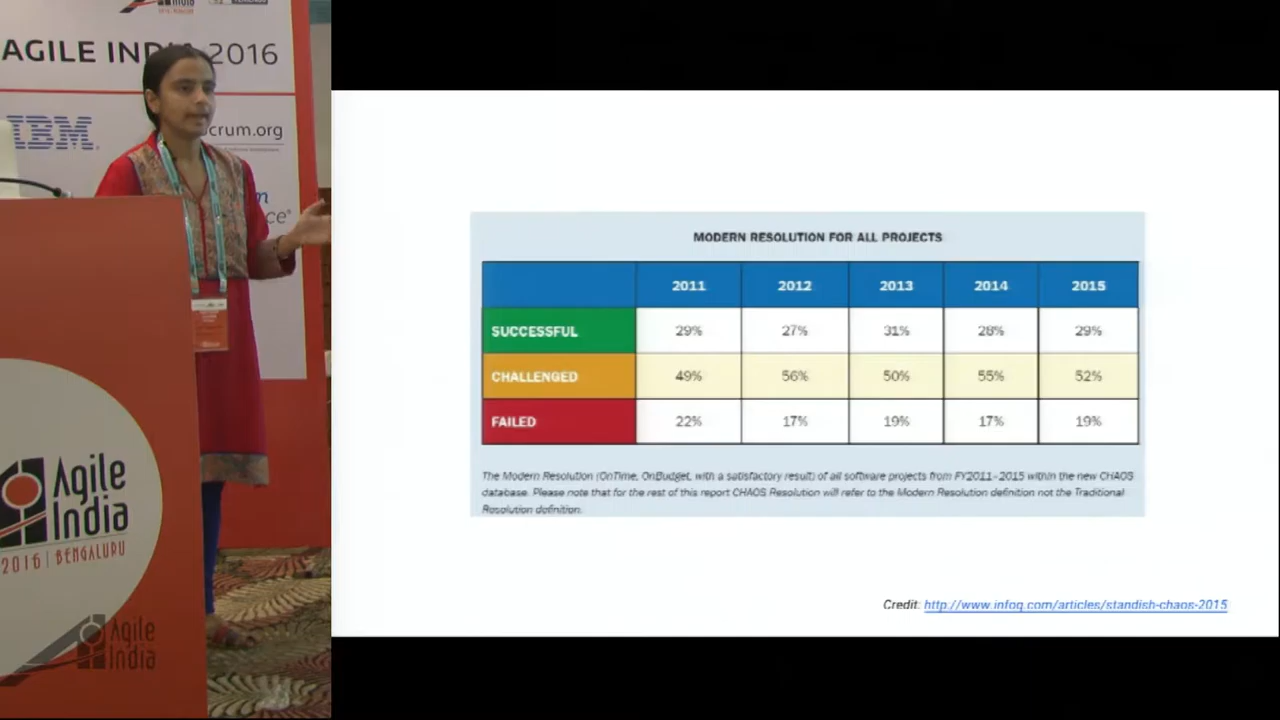 AGILE INDIA 2016
IBM
crum.org
ce
Agile
India
2016 | BENGALURU
Agile
India
MODERN RESOLUTION FOR ALL PROJECTS
2011 2012 2013 2014 2015
SUCCESSFUL 29% 27% 31% 28% 29%
CHALLENGED 49% 56% 50% 55% 52%
FAILED 22% 17% 19% 17% 19%
The Modern Resolution (OnTime, OnBudget, with a satisfactory result) of all software projects from FY2011–2015 within the new CHAOS
database. Please note that for the rest of this report CHAOS Resolution will refer to the Modern Resolution definition not the Traditional
Resolution definition.
Credit: http://www.infoq.com/articles/standish-chaos-2015